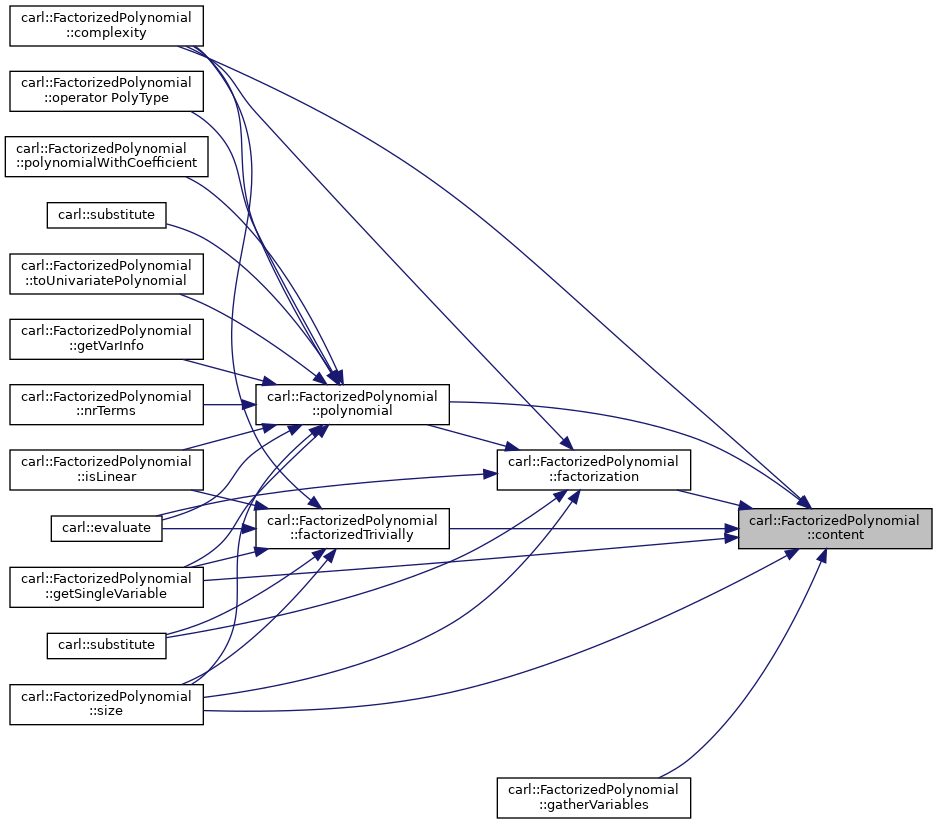 carl::FactorizedPolynomial
::complexity
carl::FactorizedPolynomial
::operator PolyType
carl::FactorizedPolynomial
::polynomialWithCoefficient
carl::substitute
carl::FactorizedPolynomial
::toUnivariatePolynomial
carl::FactorizedPolynomial
::getVarInfo
carl::FactorizedPolynomial
::nrTerms
carl::FactorizedPolynomial
::isLinear
carl::evaluate
carl::FactorizedPolynomial
::getSingleVariable
carl::substitute
carl::FactorizedPolynomial
::size
carl::FactorizedPolynomial
::polynomial
carl::FactorizedPolynomial
::factorizedTrivially
carl::FactorizedPolynomial
::factorization
carl::FactorizedPolynomial
::gatherVariables
carl::FactorizedPolynomial
::content